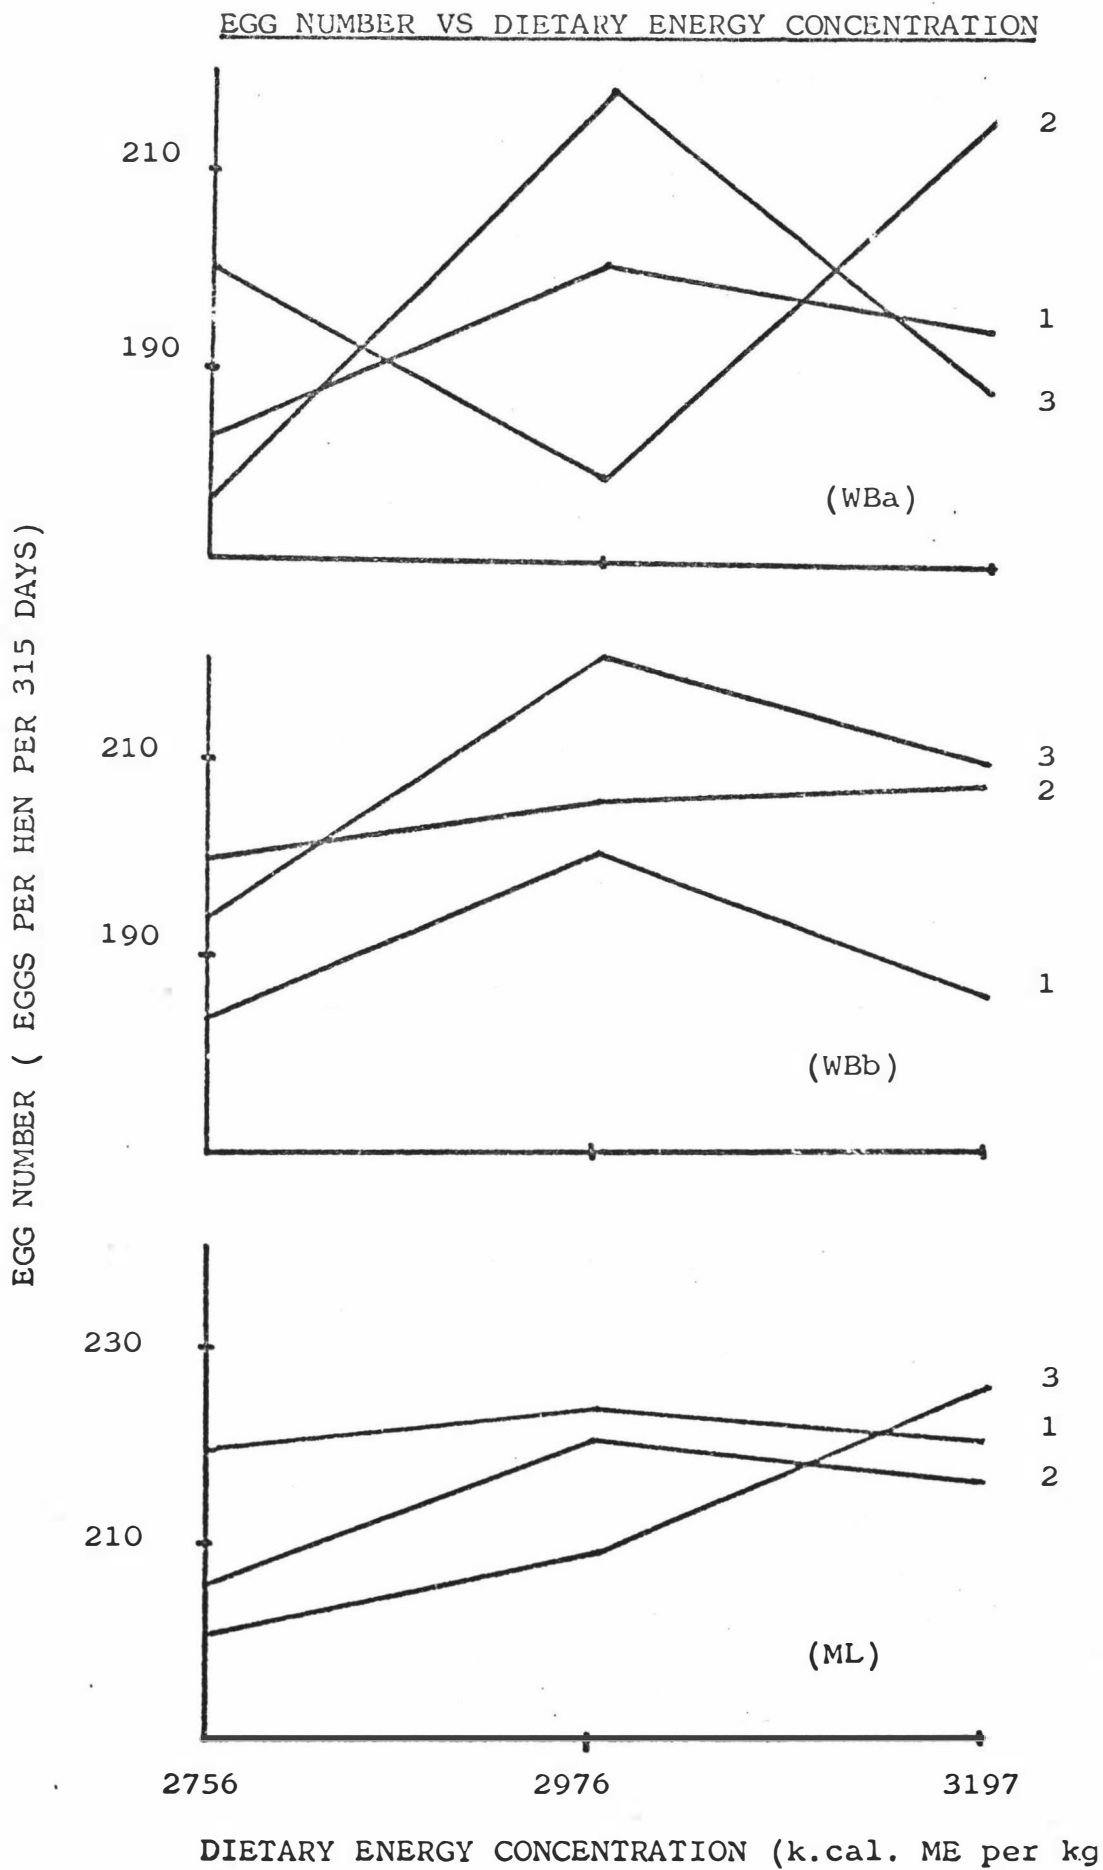 EGG NUMBER VS DIETARY ENERGY CONCENTRATION
EGG NUMBER ( EGGS PER HEN PER 315 DAYS)
210
190
2
1
3
(WBa)
210
190
3
2
1
(WBb)
230
210
3
1
2
(ML)
2756 2976 3197
DIETARY ENERGY CONCENTRATION (k.cal. ME per kg